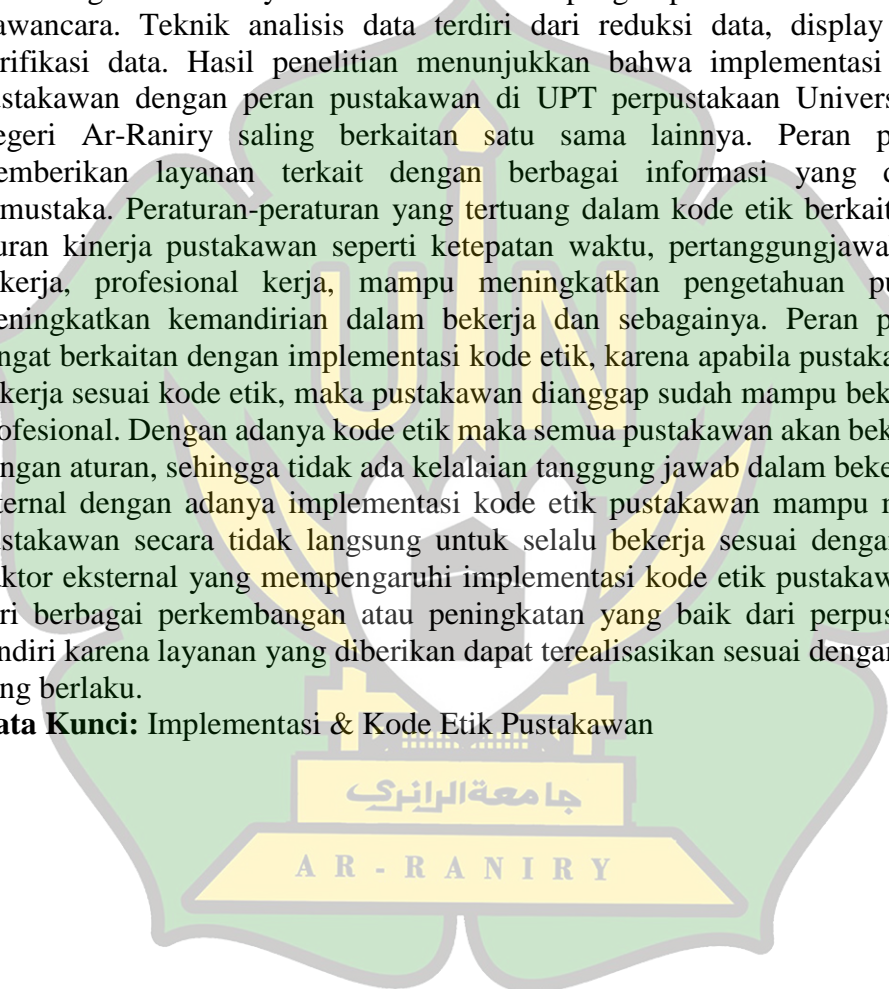 awancara. Teknik analisis data terdiri dari reduksi data, display
rifikasi data. Hasil penelitian menunjukkan bahwa implementasi
stakawan dengan peran pustakawan di UPT perpustakaan Univers
egeri Ar-Raniry saling berkaitan satu sama lainnya. Peran p
emberikan layanan terkait dengan berbagai informasi yang d
mustaka. Peraturan-peraturan yang tertuang dalam kode etik berkait
uran kinerja pustakawan seperti ketepatan waktu, pertanggungjawa
kerja, profesional kerja, mampu meningkatkan pengetahuan pu
eningkatkan kemandirian dalam bekerja dan sebagainya. Peran p
ngat berkaitan dengan implementasi kode etik, karena apabila pustaka
kerja sesuai kode etik, maka pustakawan dianggap sudah mampu bek
ofesional. Dengan adanya kode etik maka semua pustakawan akan bek
ngan aturan, sehingga tidak ada kelalaian tanggung jawab dalam beke
ternal dengan adanya implementasi kode etik pustakawan mampu
stakawan secara tidak langsung untuk selalu bekerja sesuai denga
aktor eksternal yang mempengaruhi implementasi kode etik pustakaw
ri berbagai perkembangan atau peningkatan yang baik dari perpus
ndiri karena layanan yang diberikan dapat terealisasikan sesuai dengan
ng berlaku.
ata Kunci: Implementasi & Kode Etik Pustakawan
UIN
جامعةالرانري
AR-RANIRY